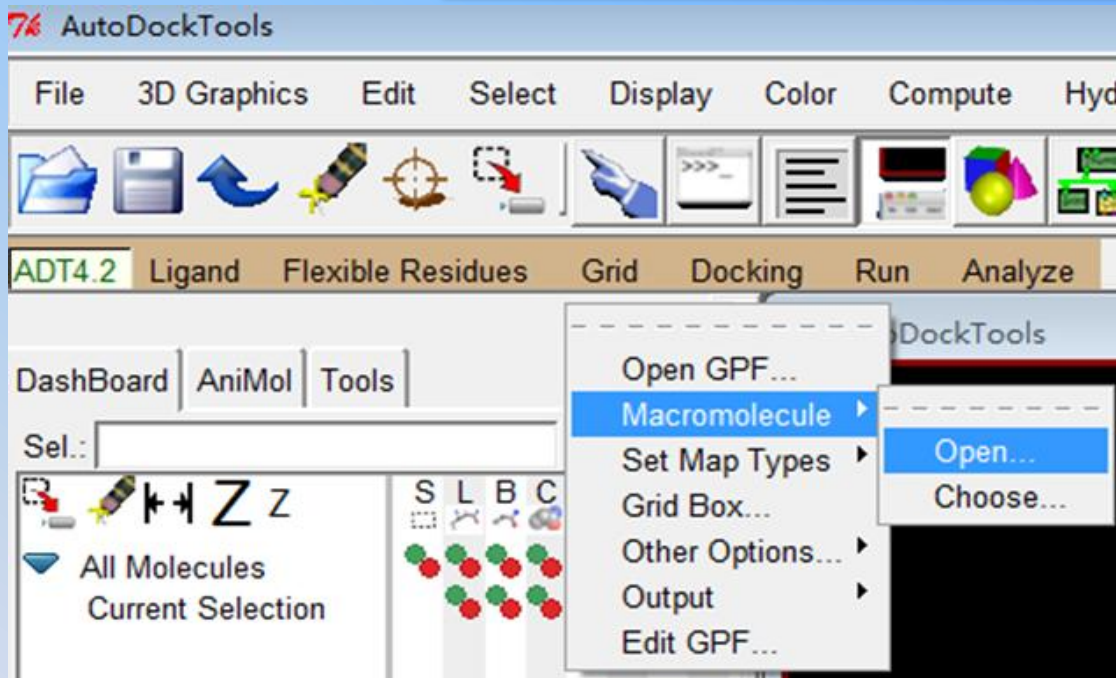 AutoDockTools
File 3D Graphics Edit Select Display Color Compute Hyd
>>>_
ADT4.2 Ligand Flexible Residues Grid Docking Run Analyze
DockTools
DashBoard AniMol Tools
Open GPF...
Macromolecule
Open...
Sel.:
Set Map Types
Choose...
Z Z S L B C
Grid Box...
All Molecules
Other Options...
Current Selection
Output
Edit GPF...